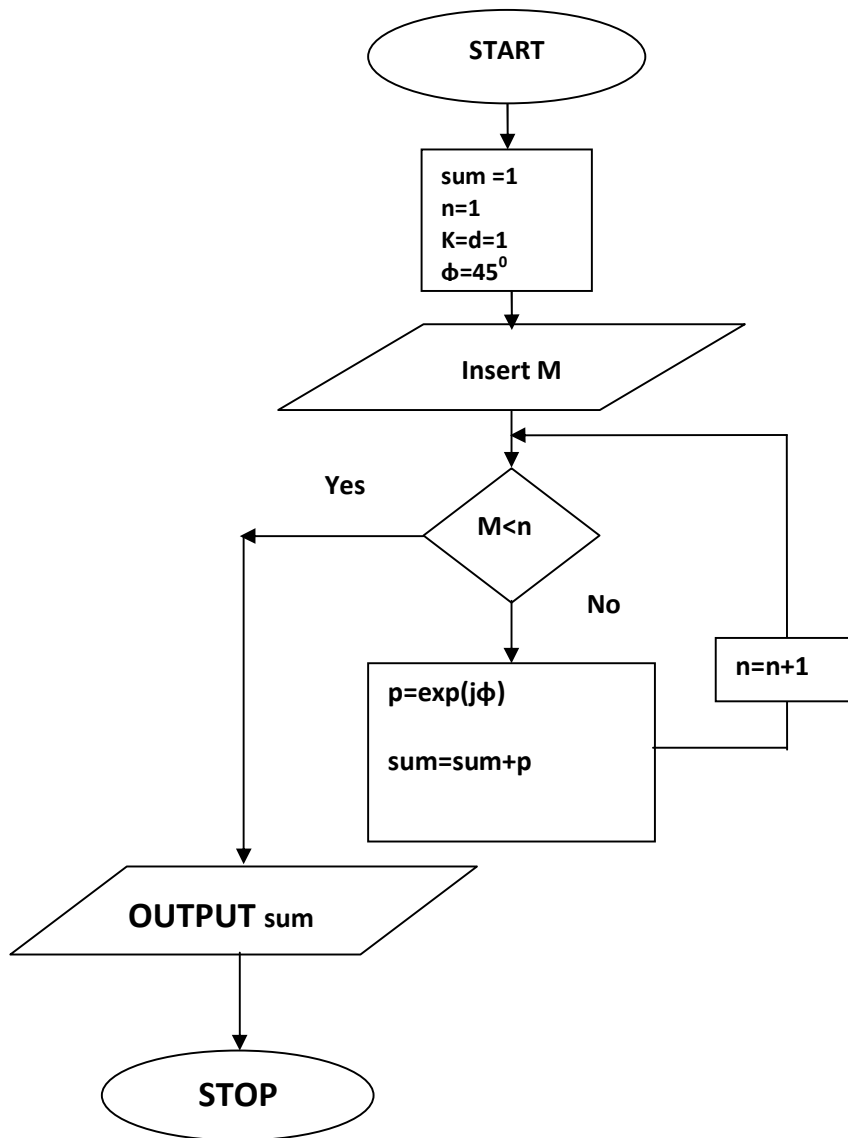 START
sum =1
n=1
K=d=1
ϕ=45⁰
Insert M
Yes
M<n
No
p=exp(jϕ)
n=n+1
sum=sum+p
OUTPUT sum
STOP